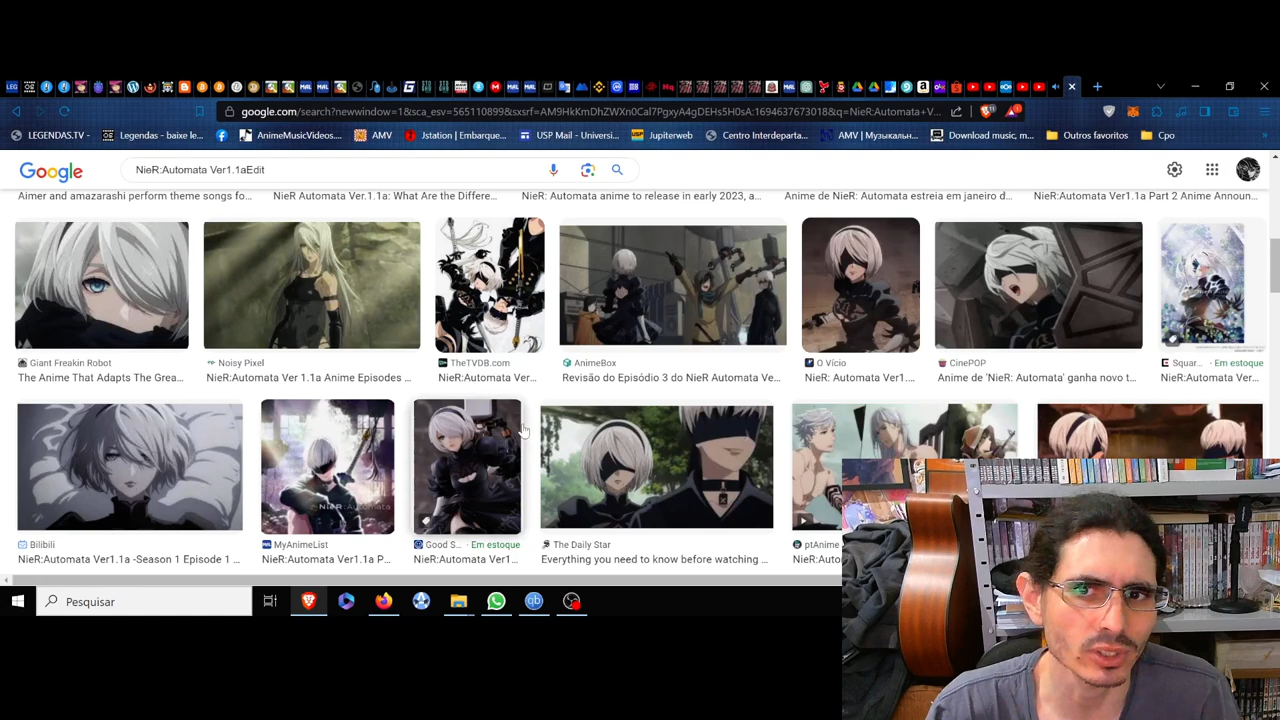 LEG
google.com/search?newwindow=1&sca_esv=565110899&sxsrf=AM9HkKmDhZWXn0Cal7PgxyA4gDEHs5H0sA:1694637673018&q=NieR:Automata+V...
LEGENDAS.TV -
Legendas - baixe le...
AnimeMusicVideos....
AMV
Jstation | Embarque...
USP Mail - Universi...
Jupiterweb
Centro Interdeparta...
AMV | Музыкальн...
Download music, m...
Outros favoritos
Cpo
Google
NieR:Automata Ver1.1aEdit
Aimer and amazarashi perform theme songs fo...
NieR Automata Ver.1.1a: What Are the Differe...
NieR Automata anime to release in early 2023, a...
Anime de NieR: Automata estreia em janeiro d...
NieR:Automata Ver1.1a Part 2 Anime Announ...
Giant Freakin Robot
The Anime That Adapts The Grea...
Noisy Pixel
NieR:Automata Ver 1.1a Anime Episodes ...
TheTVDB.com
NieR:Automata Ver...
AnimeBox
Revisão do Episódio 3 do NieR Automata Ve...
O Vício
NieR: Automata Ver1....
CinePOP
Anime de 'NieR: Automata' ganha novo t...
Squar... · Em estoque
NieR:Automata Ver...
NieR:Automata
Bilibili
NieR:Automata Ver1.1a -Season 1 Episode 1 ...
MyAnimeList
NieR:Automata Ver1.1a P...
Good S... · Em estoque
NieR:Automata Ver1...
The Daily Star
Everything you need to know before watching ...
ptAnime
NieR:Auto
Pesquisar